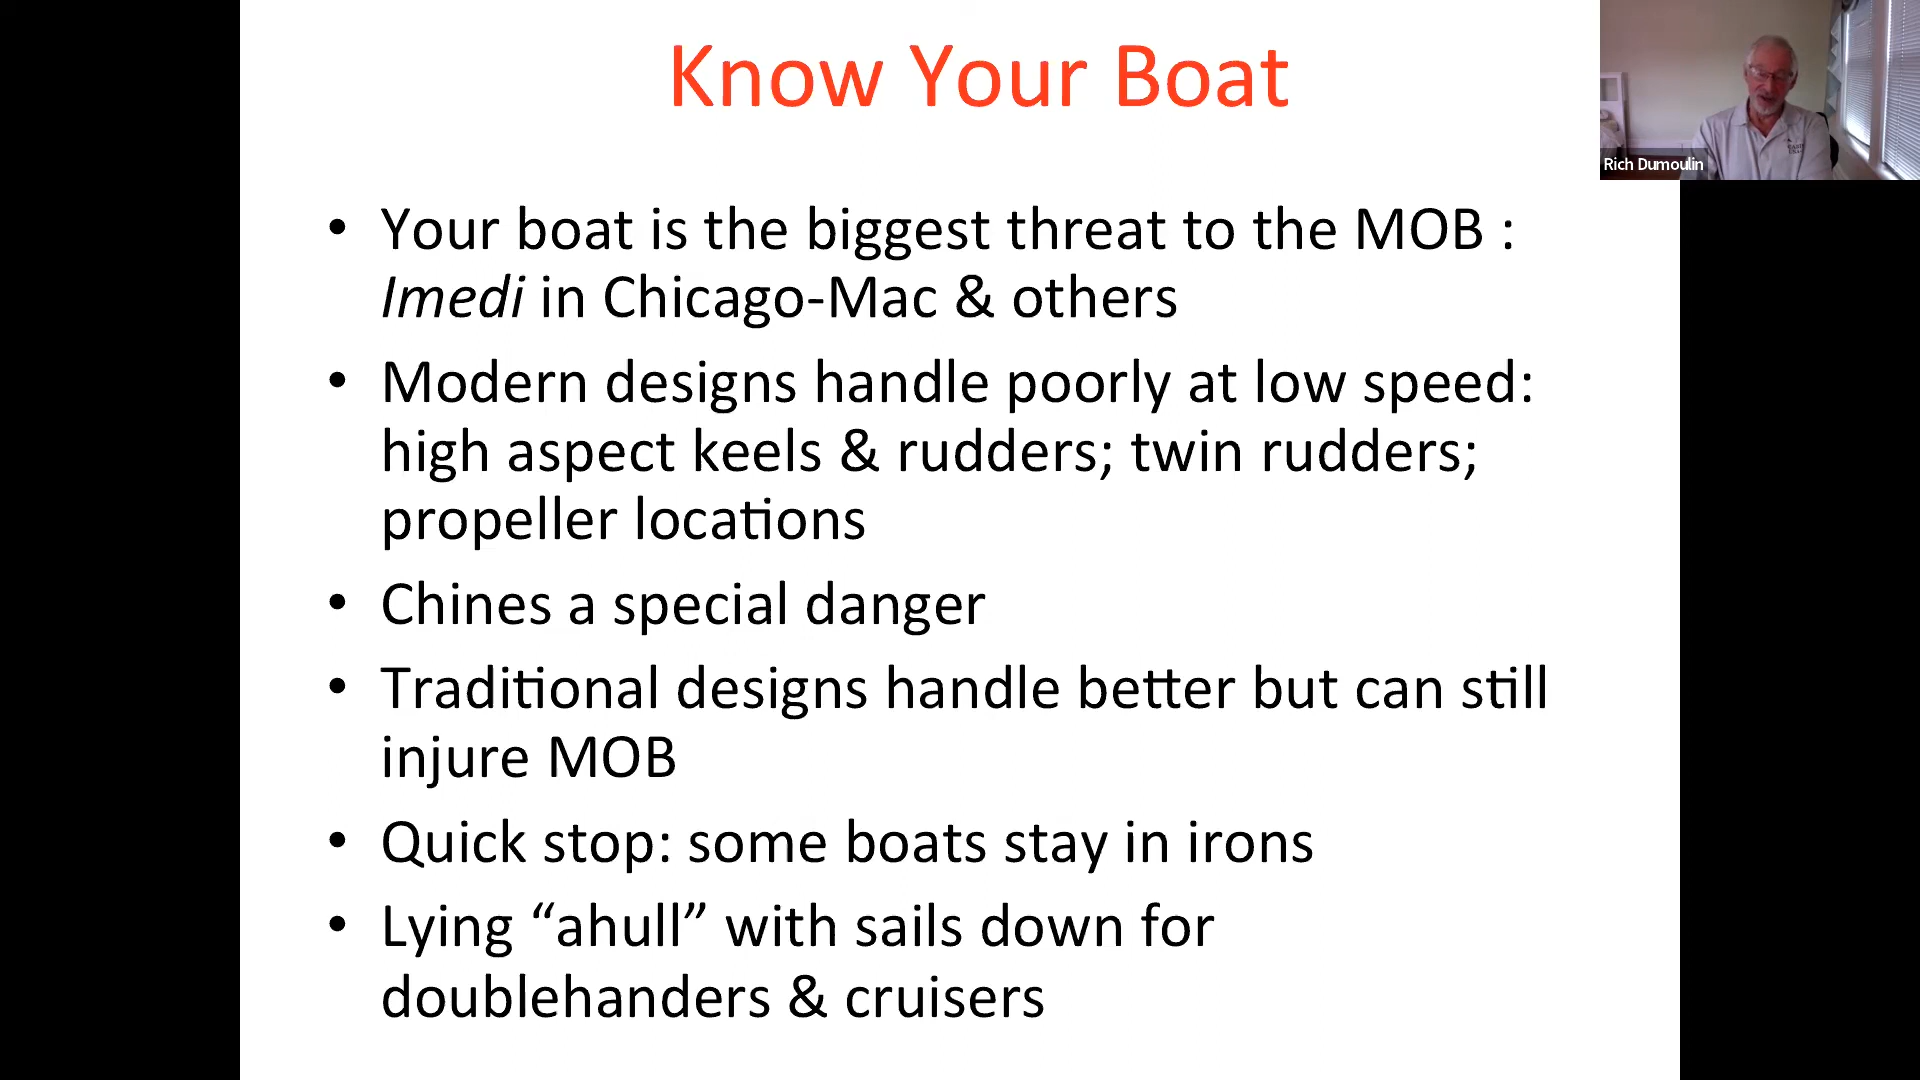 Know Your Boat
Rich Dumoulin
• Your boat is the biggest threat to the MOB :
Imedi in Chicago-Mac & others
• Modern designs handle poorly at low speed:
high aspect keels & rudders; twin rudders;
propeller locations
• Chines a special danger
• Traditional designs handle better but can still
injure MOB
• Quick stop: some boats stay in irons
• Lying “ahull” with sails down for
doublehanders & cruisers